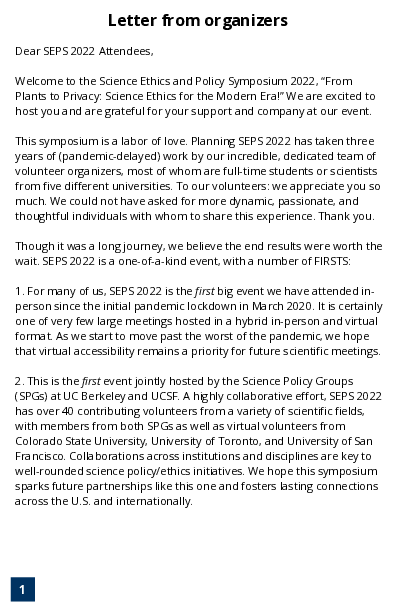 Letter from organizers
Dear SEPS 2022 Attendees,
Welcome to the Science Ethics and Policy Symposium 2022, “From
Plants to Privacy: Science Ethics for the Modern Era!” We are excited to
host you and are grateful for your support and company at our event.
This symposium is a labor of love. Planning SEPS 2022 has taken three
years of (pandemic-delayed) work by our incredible, dedicated team of
volunteer organizers, most of whom are full-time students or scientists
from five different universities. To our volunteers: we appreciate you so
much. We could not have asked for more dynamic, passionate, and
thoughtful individuals with whom to share this experience. Thank you.
Though it was a long journey, we believe the end results were worth the
wait. SEPS 2022 is a one-of-a-kind event, with a number of FIRSTS:
1. For many of us, SEPS 2022 is the first big event we have attended in-
person since the initial pandemic lockdown in March 2020. It is certainly
one of very few large meetings hosted in a hybrid in-person and virtual
format. As we start to move past the worst of the pandemic, we hope
that virtual accessibility remains a priority for future scientific meetings.
2. This is the first event jointly hosted by the Science Policy Groups
(SPGs) at UC Berkeley and UCSF. A highly collaborative effort, SEPS 2022
has over 40 contributing volunteers from a variety of scientific fields,
with members from both SPGs as well as virtual volunteers from
Colorado State University, University of Toronto, and University of San
Francisco. Collaborations across institutions and disciplines are key to
well-rounded science policy/ethics initiatives. We hope this symposium
sparks future partnerships like this one and fosters lasting connections
across the U.S. and internationally.
1